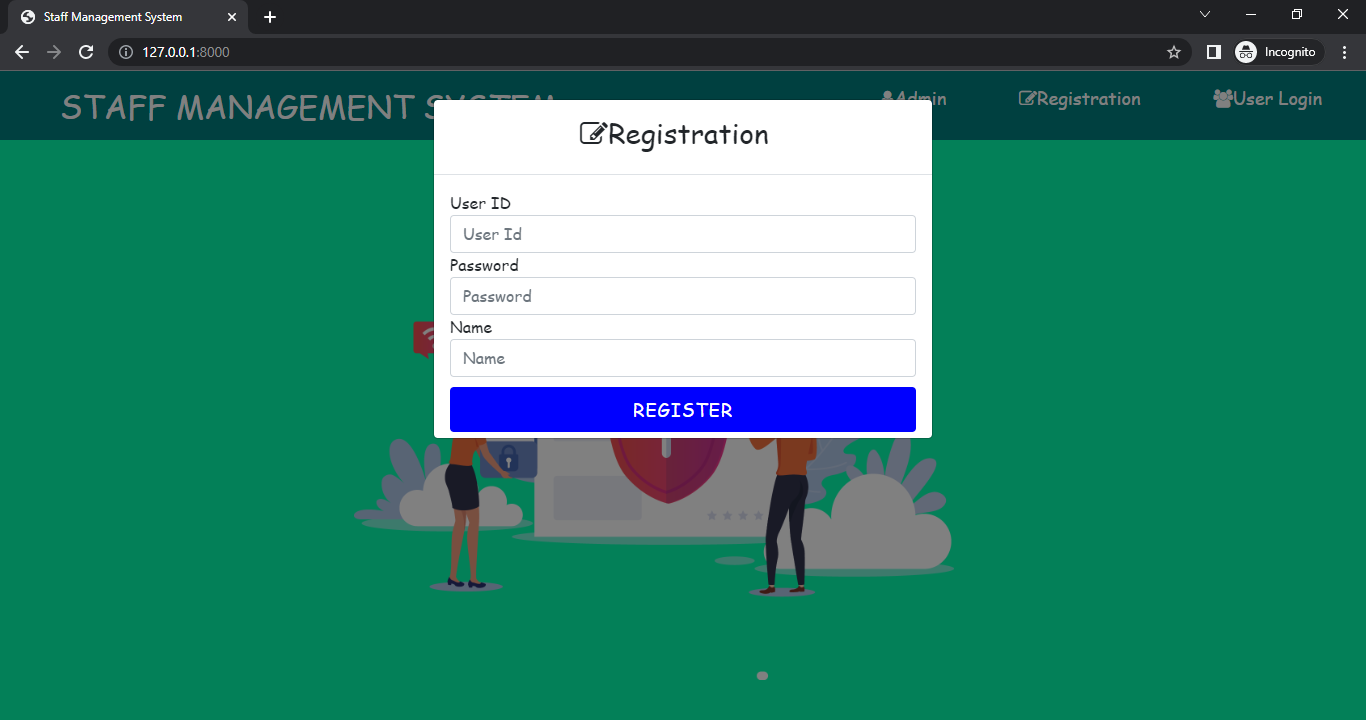 Staff Management System
127.0.0.1:8000
Incognito
STAFF MANAGEMENT SYSTEM
Admin
Registration
User Login
Registration
User ID
User Id
Password
Password
Name
Name
REGISTER